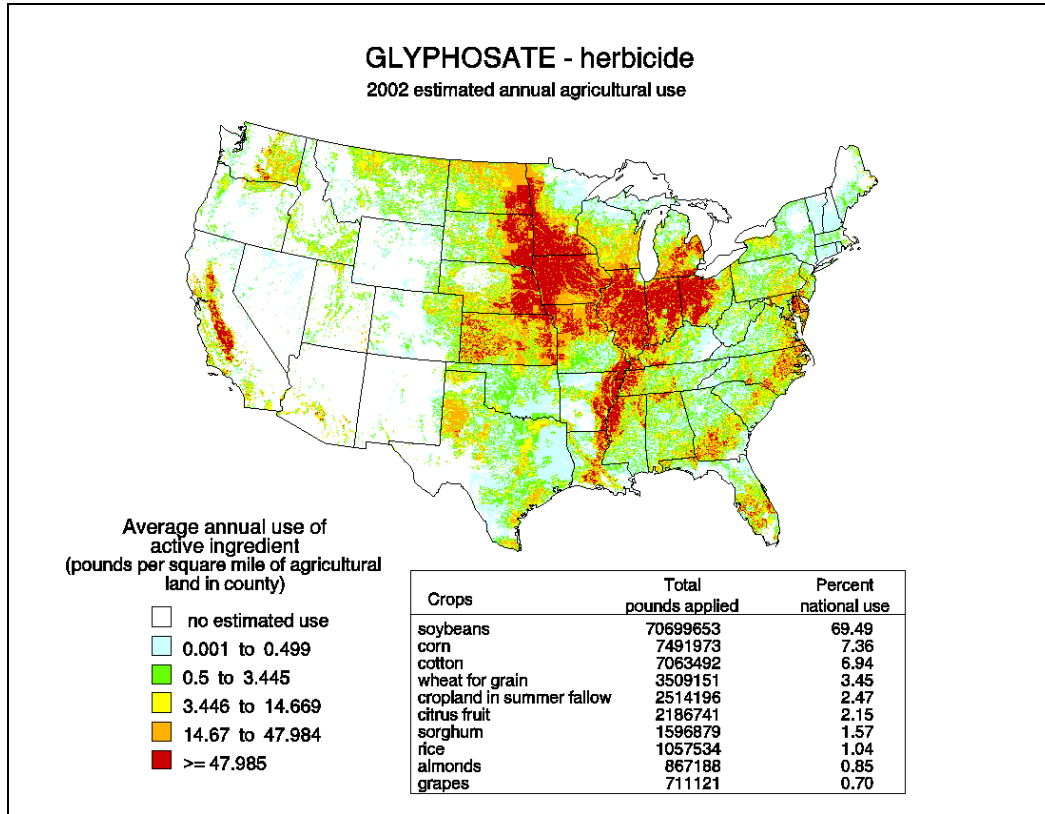 GLYPHOSATE - herbicide
2002 estimated annual agricultural use
Average annual use of
active ingredient
(pounds per square mile of agricultural
land in county)
no estimated use
0.001 to 0.499
0.5 to 3.445
3.446 to 14.669
14.67 to 47.984
>= 47.985
Crops Total pounds applied Percent national use
soybeans 70699653 69.49
corn 7491973 7.36
cotton 7063492 6.94
wheat for grain 3509151 3.45
cropland in summer fallow 2514196 2.47
citrus fruit 2186741 2.15
sorghum 1596879 1.57
rice 1057534 1.04
almonds 867188 0.85
grapes 711121 0.70